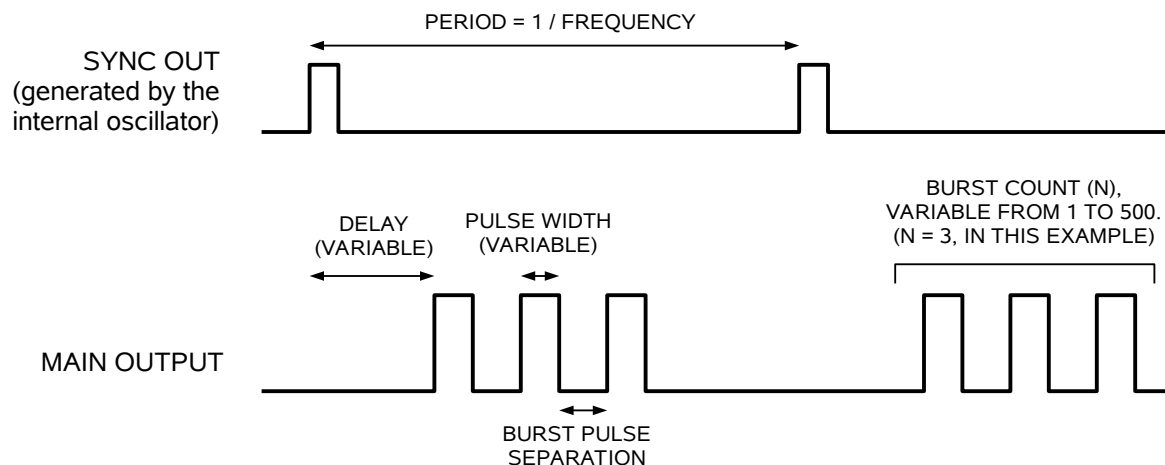 PERIOD = 1 / FREQUENCY
SYNC OUT
(generated by the
internal oscillator)
BURST COUNT (N),
VARIABLE FROM 1 TO 500.
(N = 3, IN THIS EXAMPLE)
DELAY
(VARIABLE)
PULSE WIDTH
(VARIABLE)
MAIN OUTPUT
BURST PULSE
SEPARATION